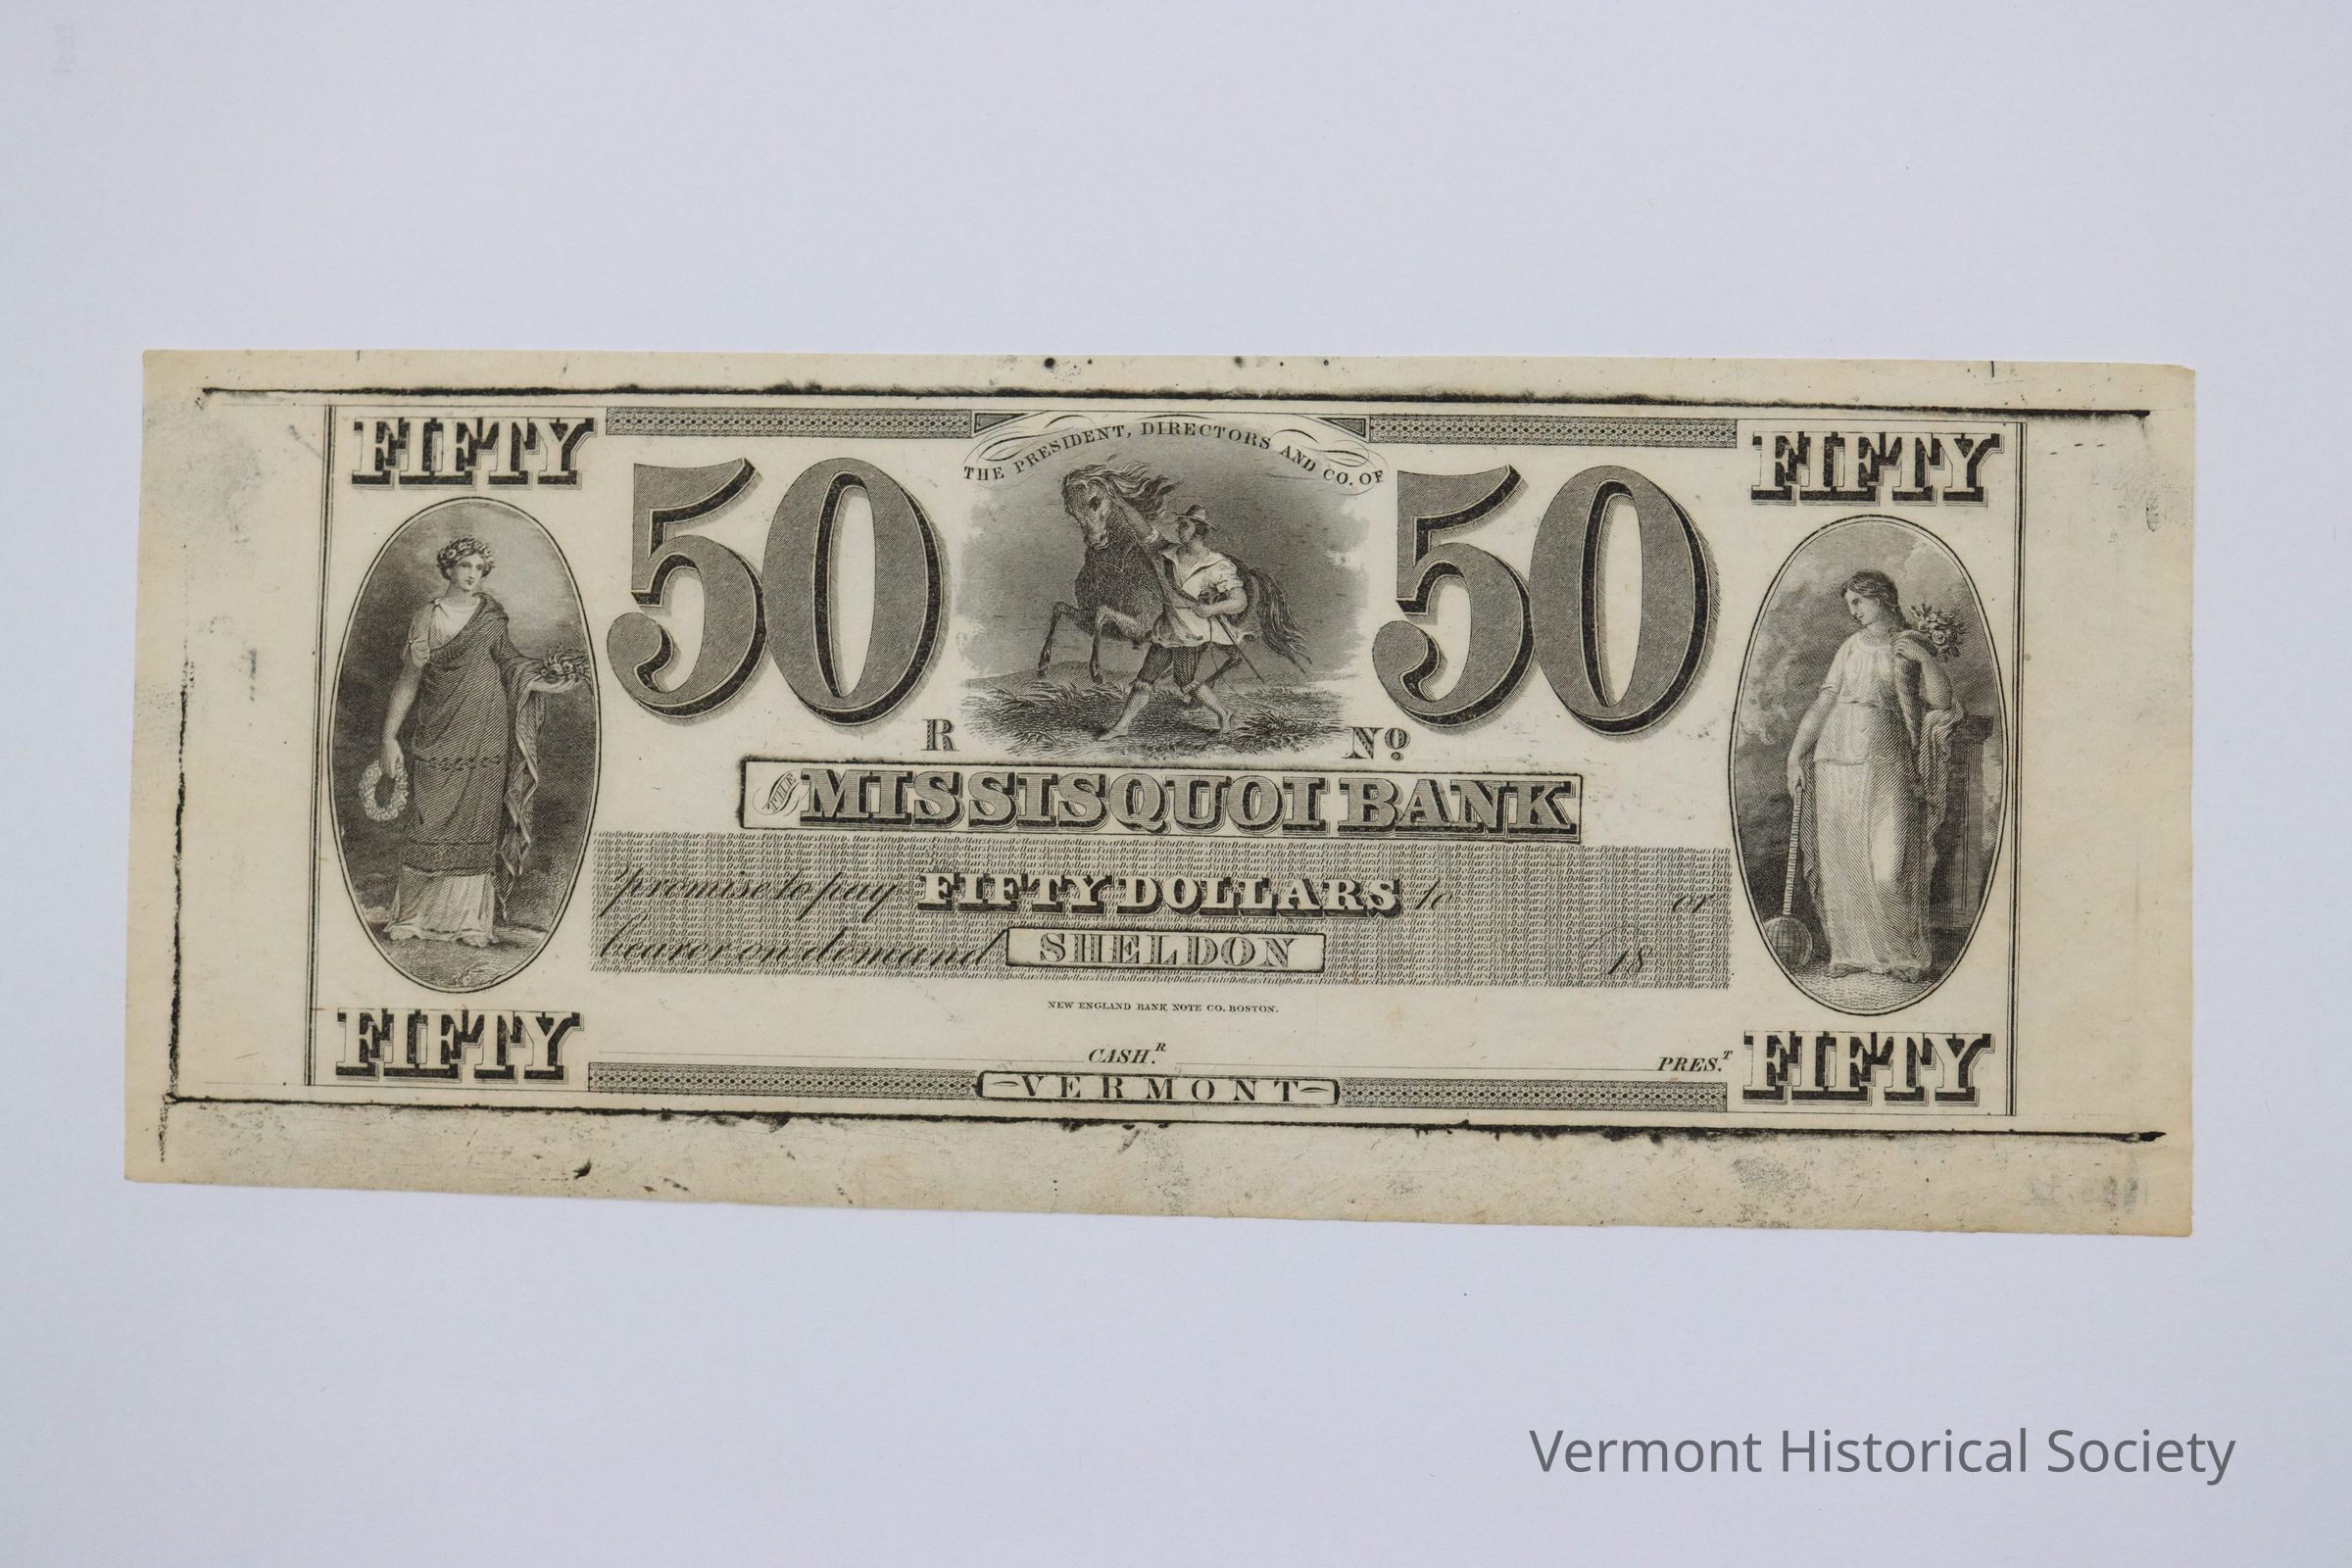 FIFTY
FIFTY
THE PRESIDENT, DIRECTORS AND CO. OF
50
50
R
Nº
THE MISSISQUOI BANK
promise to pay FIFTY DOLLARS to or
bearer on demand SHELDON 18
NEW ENGLAND BANK NOTE CO. BOSTON.
CASH.R PRES.T
FIFTY
FIFTY
VERMONT
Vermont Historical Society